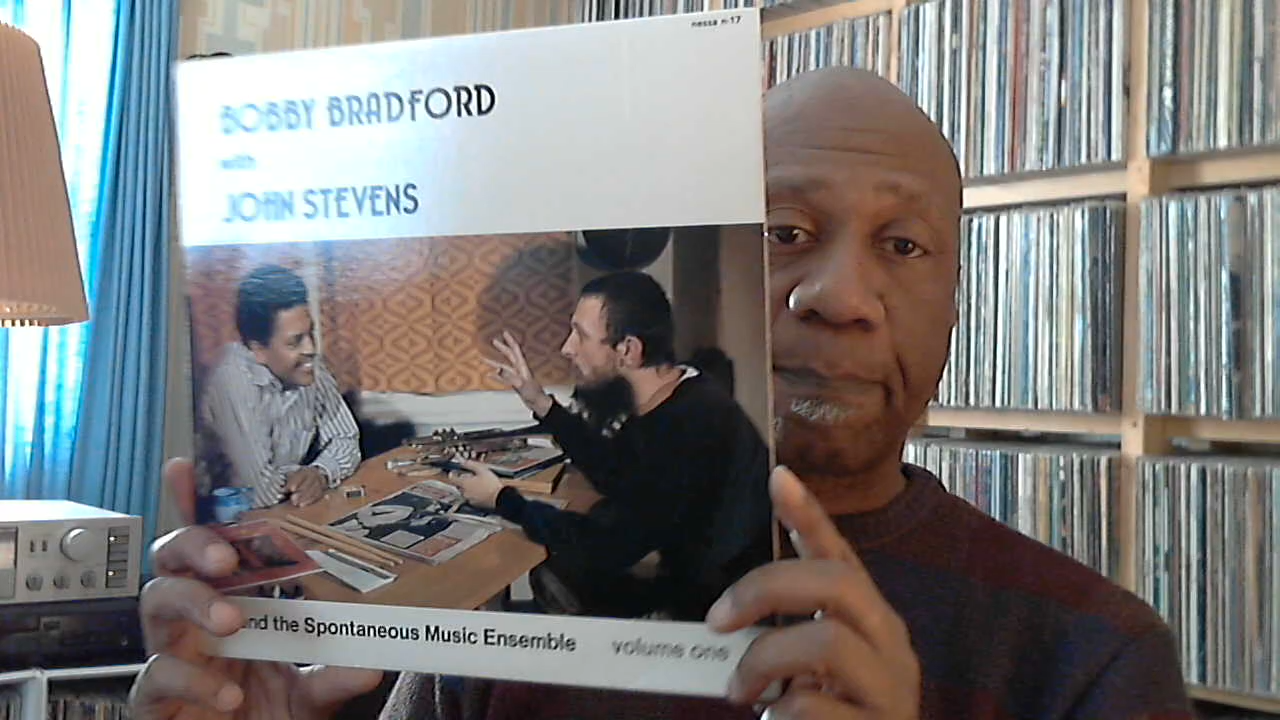 nessa n-17
BOBBY BRADFORD
with
JOHN STEVENS
and the Spontaneous Music Ensemble volume one